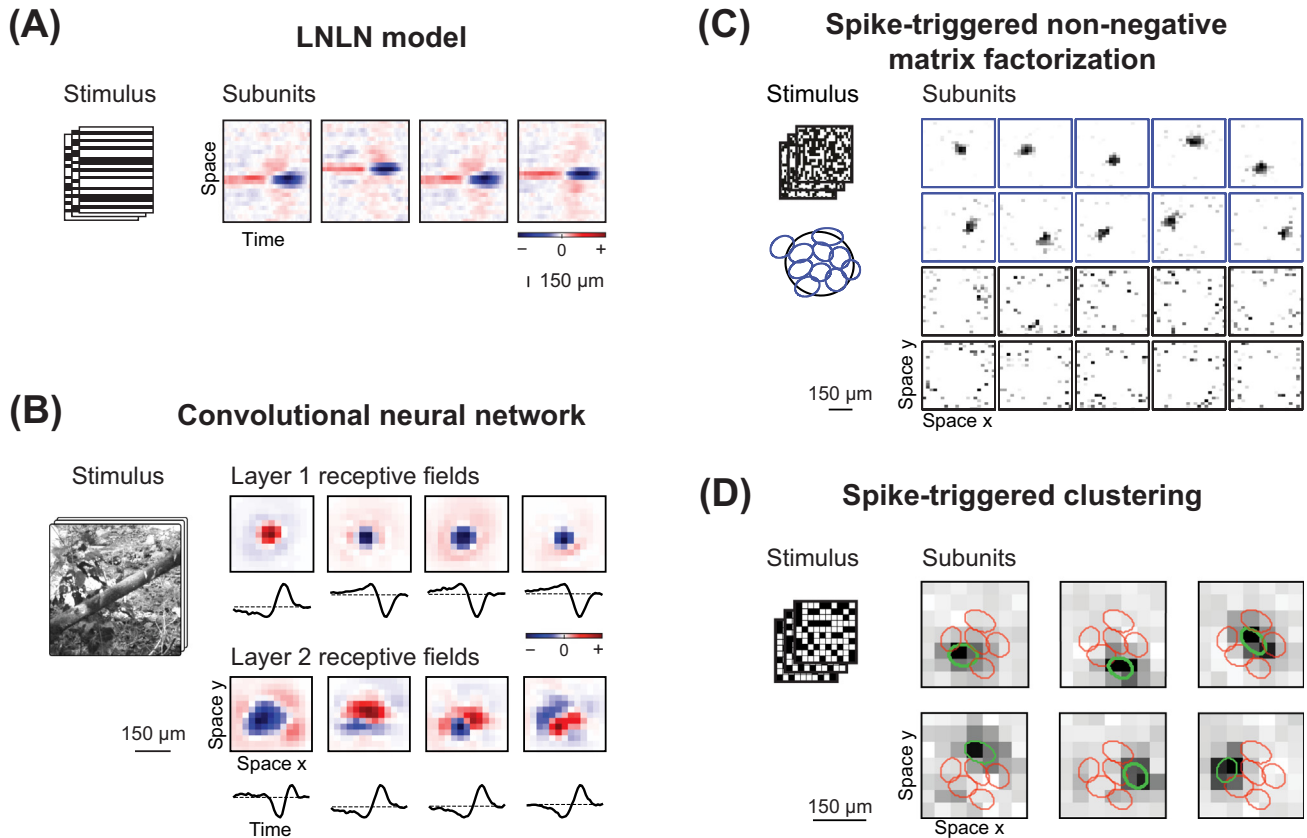 (A)
LNLN model
Stimulus
Subunits
Space
Time
− 0 +
150 µm
(B)
Convolutional neural network
Stimulus
Layer 1 receptive fields
− 0 +
Layer 2 receptive fields
Space y
150 µm
Space x
Time
(C)
Spike-triggered non-negative
matrix factorization
Stimulus
Subunits
150 µm
Space y
Space x
(D)
Spike-triggered clustering
Stimulus
Subunits
Space y
150 µm
Space x